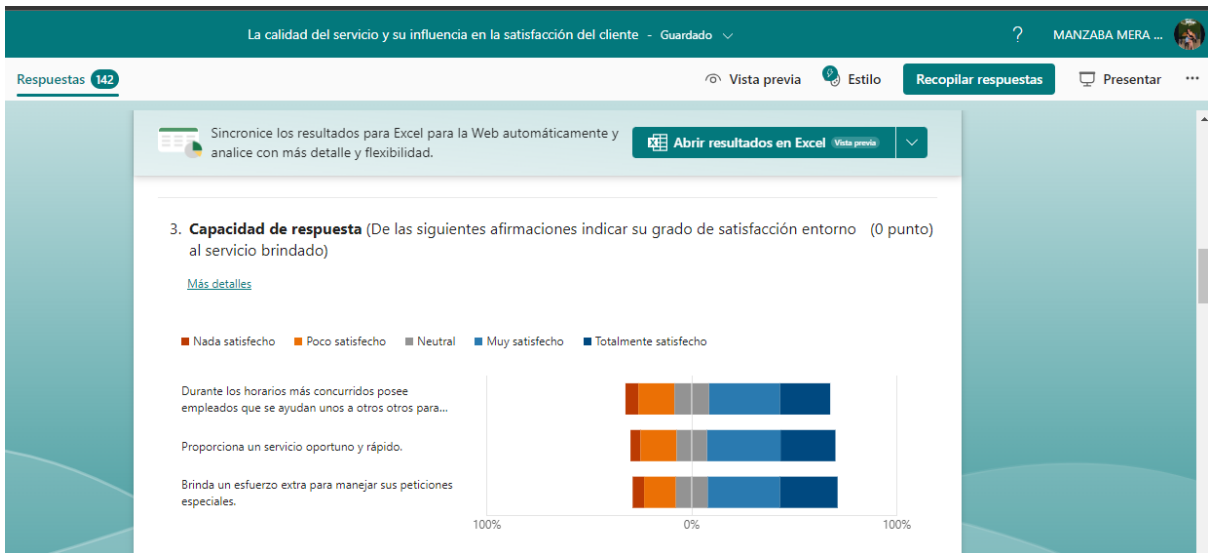 La calidad del servicio y su influencia en la satisfacción del cliente - Guardado
?
MANZABA MERA ...
Respuestas 142
Vista previa
Estilo
Recopilar respuestas
Presentar
...
Sincronice los resultados para Excel para la Web automáticamente y
analice con más detalle y flexibilidad.
Abrir resultados en Excel Vista previa
3. Capacidad de respuesta (De las siguientes afirmaciones indicar su grado de satisfacción entorno (0 punto)
al servicio brindado)
Más detalles
Nada satisfecho Poco satisfecho Neutral Muy satisfecho Totalmente satisfecho
Durante los horarios más concurridos posee
empleados que se ayudan unos a otros otros para...
Proporciona un servicio oportuno y rápido.
Brinda un esfuerzo extra para manejar sus peticiones
especiales.
100% 0% 100%